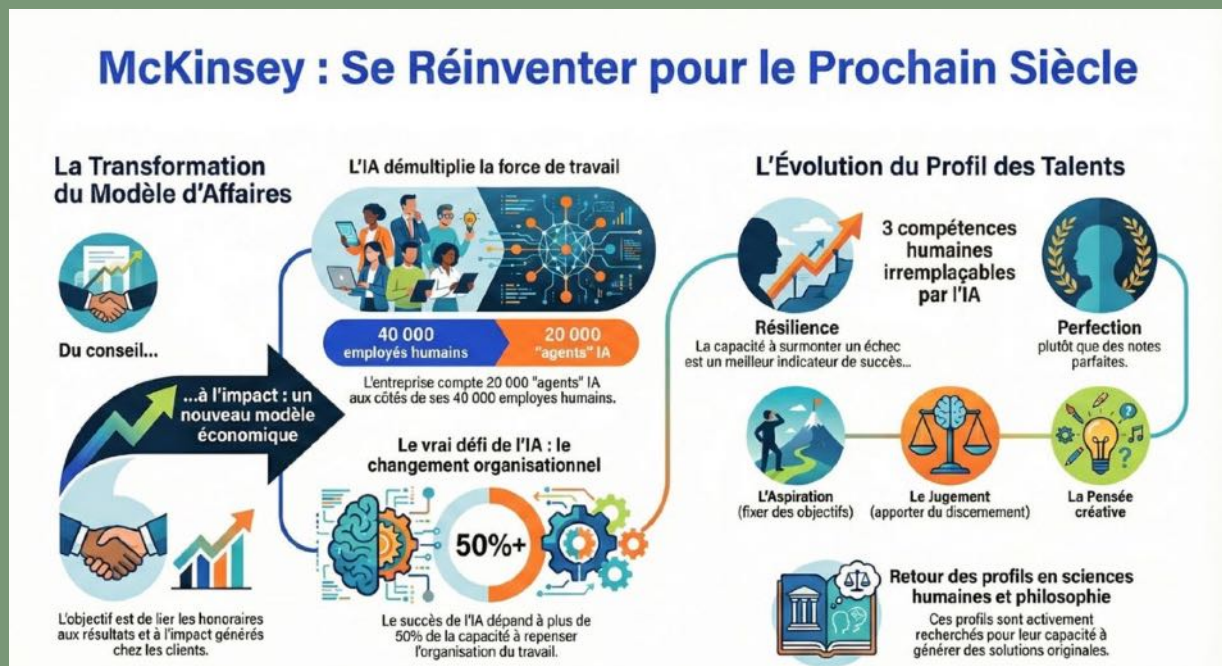 McKinsey : Se Réinventer pour le Prochain Siècle
La Transformation
du Modèle d'Affaires
Du conseil...
...à l'impact : un
nouveau modèle
économique
L'objectif est de lier les honoraires
aux résultats et à l'impact générés
chez les clients.
L'IA démultiplie la force de travail
40 000
employés humains
20 000
"agents" IA
L'entreprise compte 20 000 "agents" IA
aux côtés de ses 40 000 employes humains.
Le vrai défi de l'IA : le
changement organisationnel
50%+
Le succès de l'IA dépend à plus de
50% de la capacité à repenser
l'organisation du travail.
L'Évolution du Profil des Talents
3 compétences
humaines
irremplaçables
par l'IA
Résilience
La capacité à surmonter un échec
est un meilleur indicateur de succès...
Perfection
plutôt que des notes
parfaites.
L'Aspiration
(fixer des objectifs)
Le Jugement
(apporter du discemement)
La Pensée
créative
Retour des profils en sciences
humaines et philosophie
Ces profils sont activement
recherchés pour leur capacité à
générer des solutions originales.